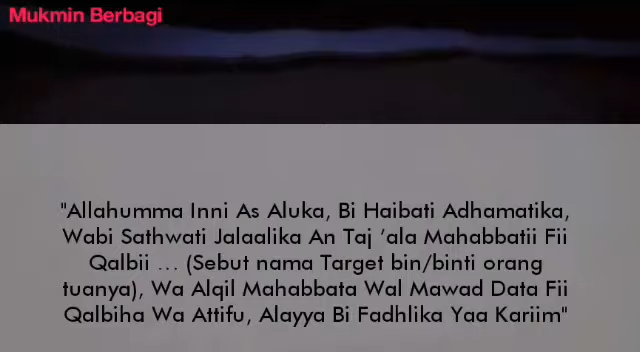 Mukmin Berbagi
"Allahumma Inni As Aluka, Bi Haibati Adhamatika,
Wabi Sathwati Jalaalika An Taj ‘ala Mahabbatii Fii
Qalbii ... (Sebut nama Target bin/binti orang
tuanya), Wa Alqil Mahabbata Wal Mawad Data Fii
Qalbiha Wa Attifu, Alayya Bi Fadhlika Yaa Kariim"